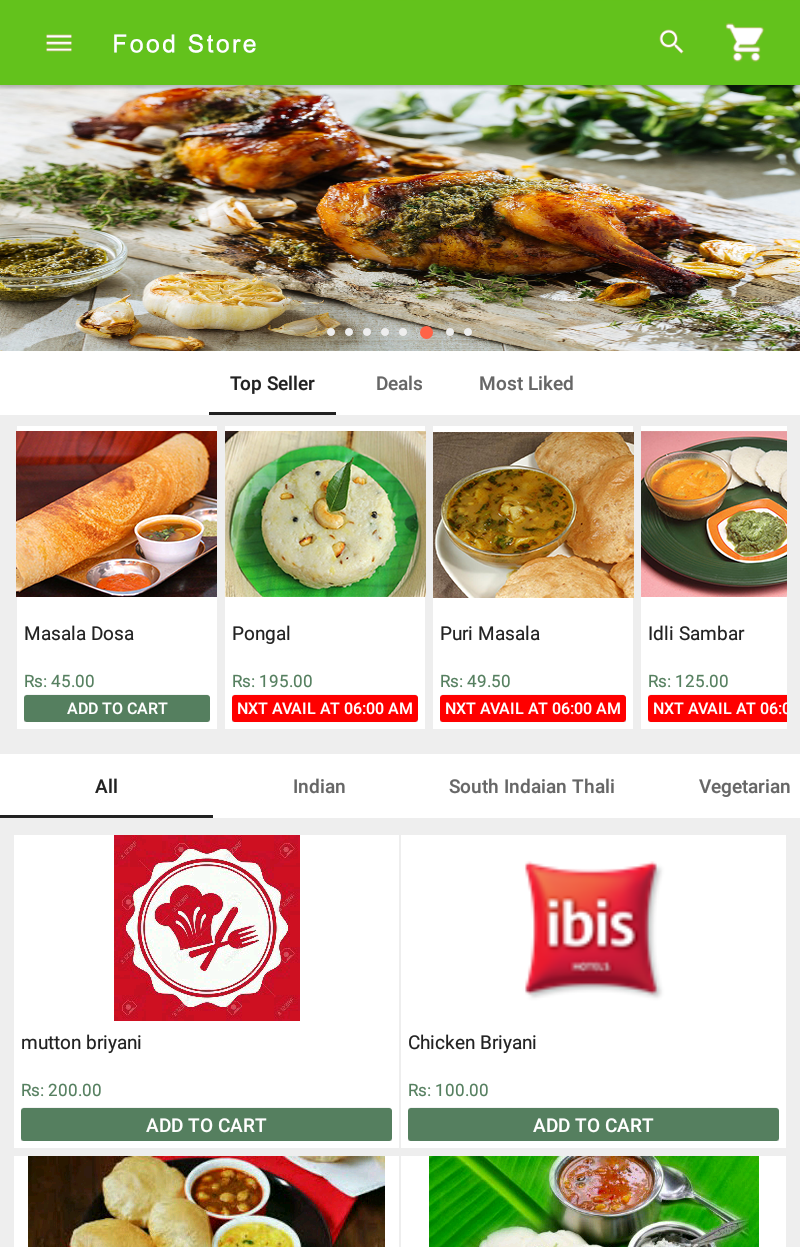 Food Store
Top Seller
Deals
Most Liked
Masala Dosa
Pongal
Puri Masala
Idli Sambar
Rs: 45.00
Rs: 195.00
Rs: 49.50
Rs: 125.00
ADD TO CART
NXT AVAIL AT 06:00 AM
NXT AVAIL AT 06:00 AM
NXT AVAIL AT 06:0
All
Indian
South Indaian Thali
Vegetarian
ibis
HOTELS
mutton briyani
Chicken Briyani
Rs: 200.00
Rs: 100.00
ADD TO CART
ADD TO CART